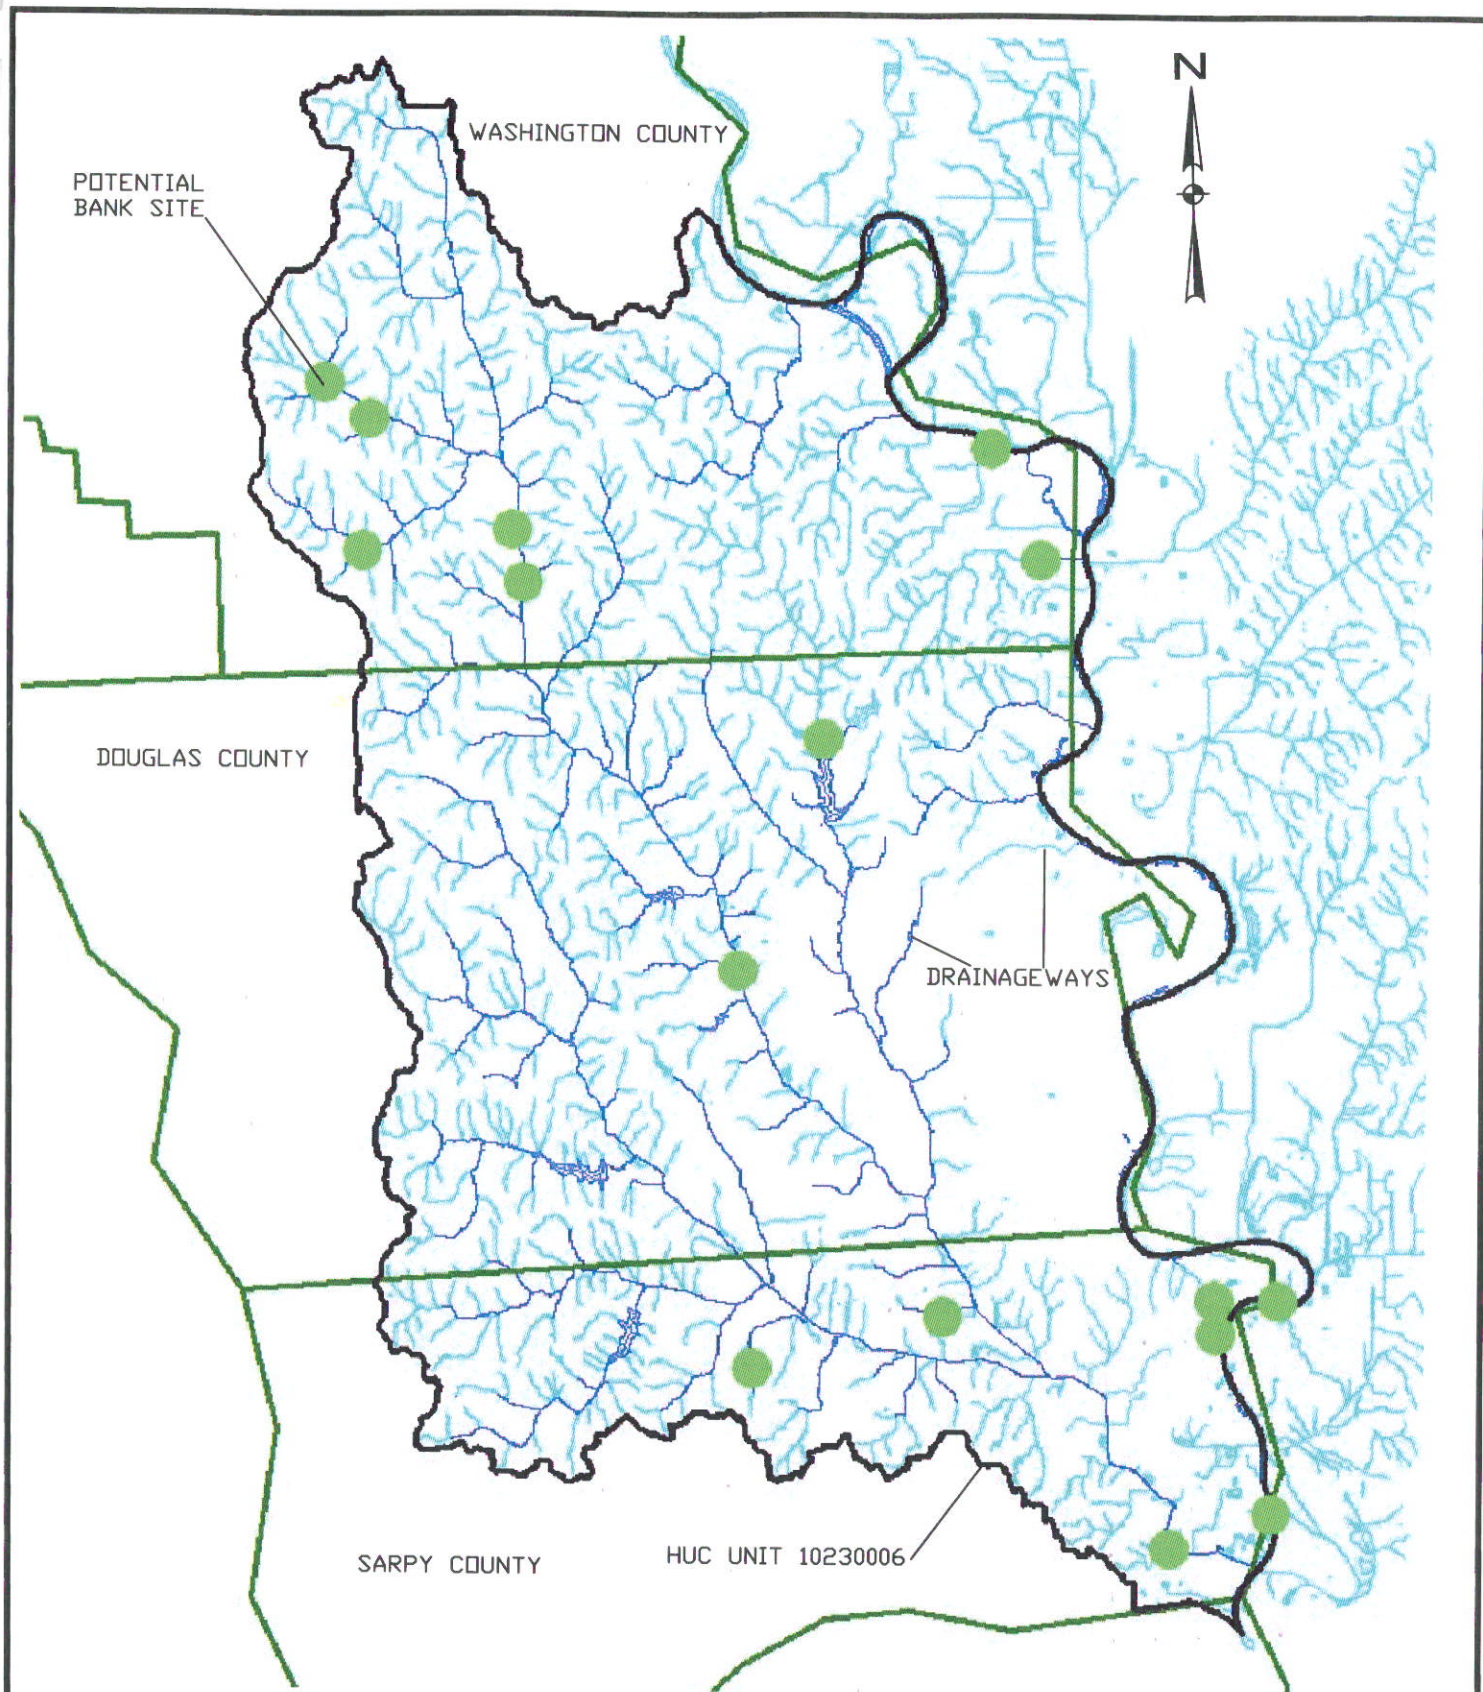 N
WASHINGTON COUNTY
POTENTIAL
BANK SITE
DOUGLAS COUNTY
DRAINAGEWAYS
SARPY COUNTY
HUC UNIT 10230006